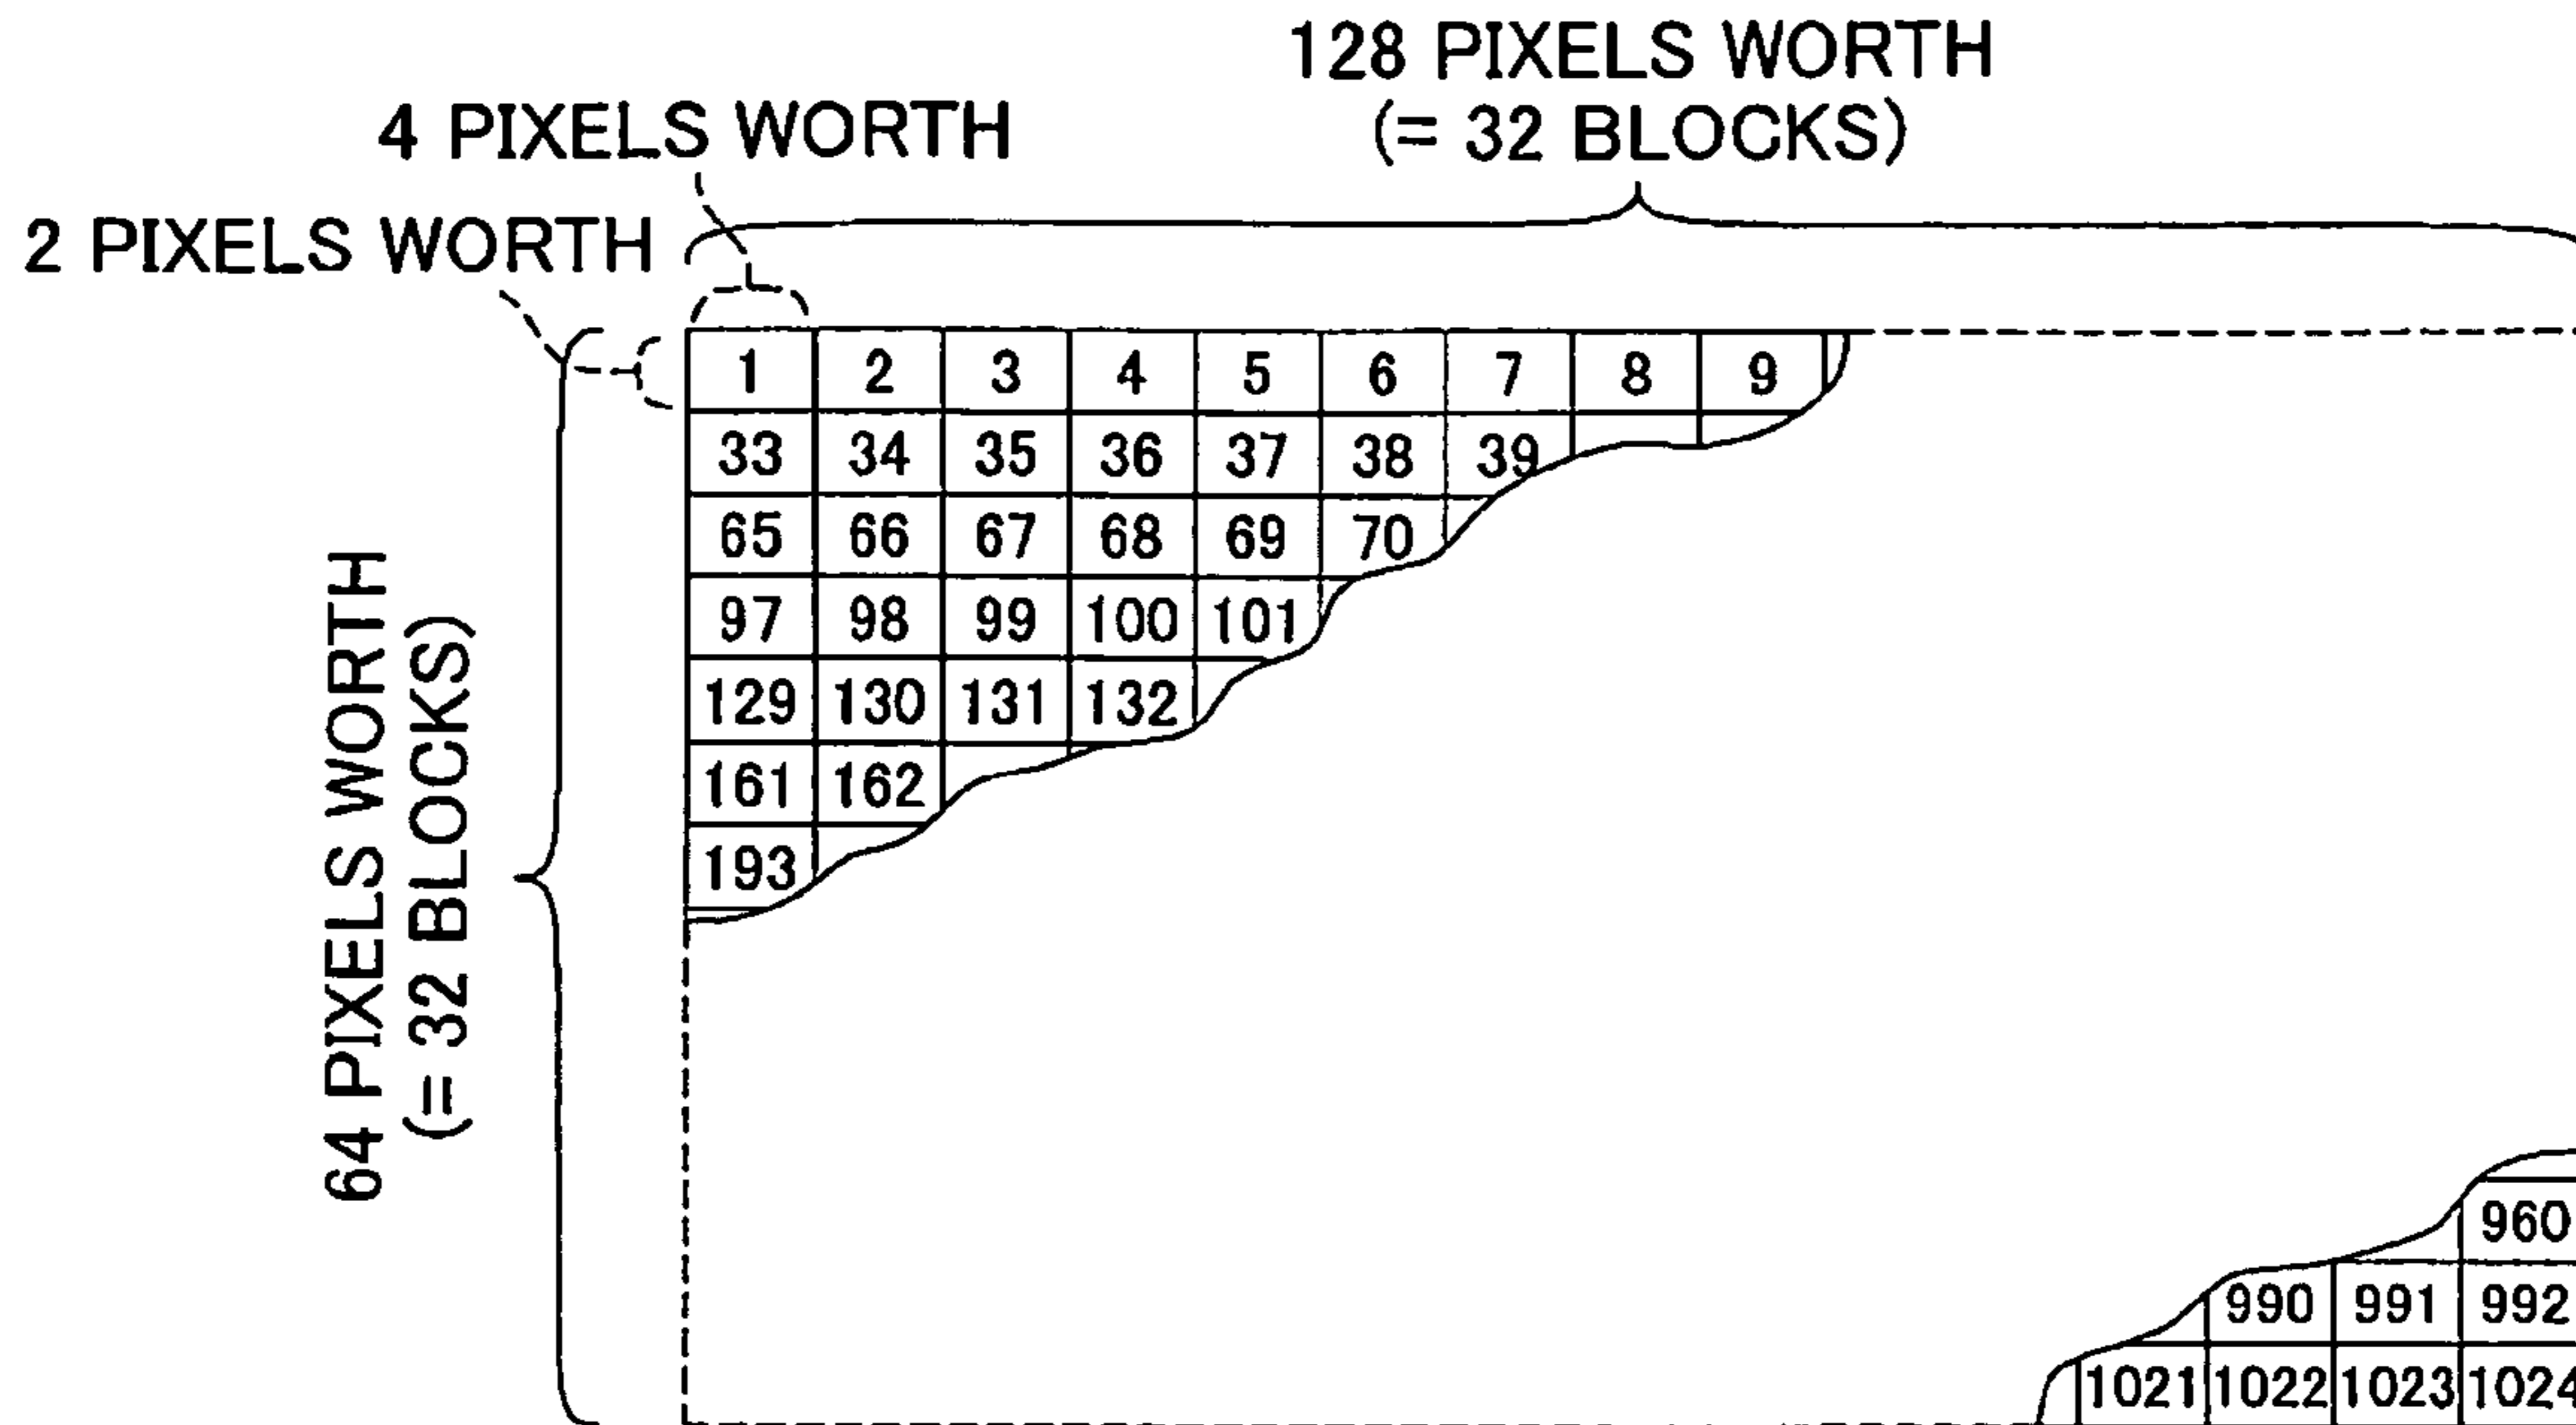 128 PIXELS WORTH
(= 32 BLOCKS)
4 PIXELS WORTH
2 PIXELS WORTH
64 PIXELS WORTH
(= 32 BLOCKS)
1 2 3 4 5 6 7 8 9
33 34 35 36 37 38 39
65 66 67 68 69 70
97 98 99 100 101
129 130 131 132
161 162
193
960
990 991 992
1021 1022 1023 1024